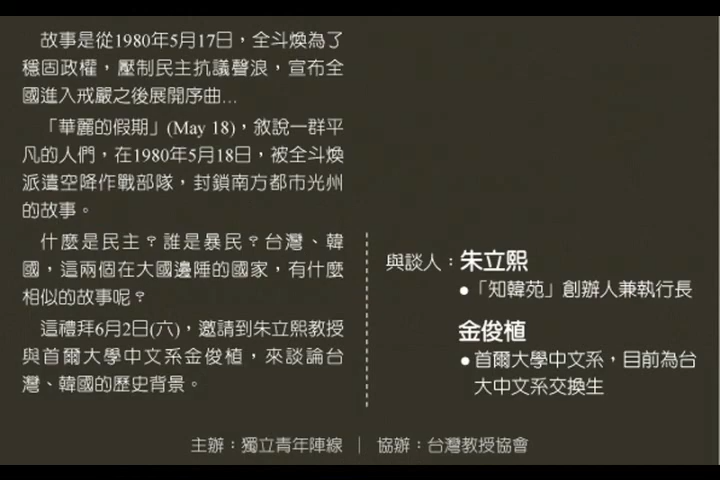 故事是從1980年5月17日，全斗煥為了
穩固政權，壓制民主抗議聲浪，宣布全
國進入戒嚴之後展開序曲...
「華麗的假期」(May 18)，敘說一群平
凡的人們，在1980年5月18日，被全斗煥
派遣空降作戰部隊，封鎖南方都市光州
的故事。
什麼是民主？誰是暴民？台灣、韓
國，這兩個在大國邊陲的國家，有什麼
相似的故事呢？
這禮拜6月2日(六)，邀請到朱立熙教授
與首爾大學中文系金俊植，來談論台
灣、韓國的歷史背景。
與談人：朱立熙
●「知韓苑」創辦人兼執行長
金俊植
●首爾大學中文系，目前為台
大中文系交換生
主辦：獨立青年陣線 | 協辦：台灣教授協會